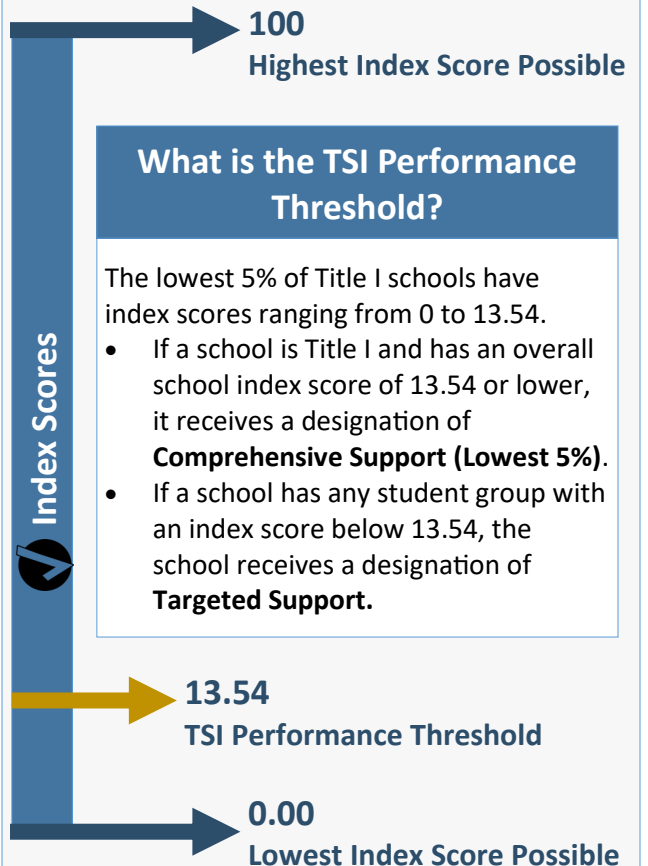 100
Highest Index Score Possible
What is the TSI Performance
Threshold?
The lowest 5% of Title I schools have
index scores ranging from 0 to 13.54.
• If a school is Title I and has an overall
school index score of 13.54 or lower,
it receives a designation of
Comprehensive Support (Lowest 5%).
• If a school has any student group with
an index score below 13.54, the
school receives a designation of
Targeted Support.
Index Scores
13.54
TSI Performance Threshold
0.00
Lowest Index Score Possible